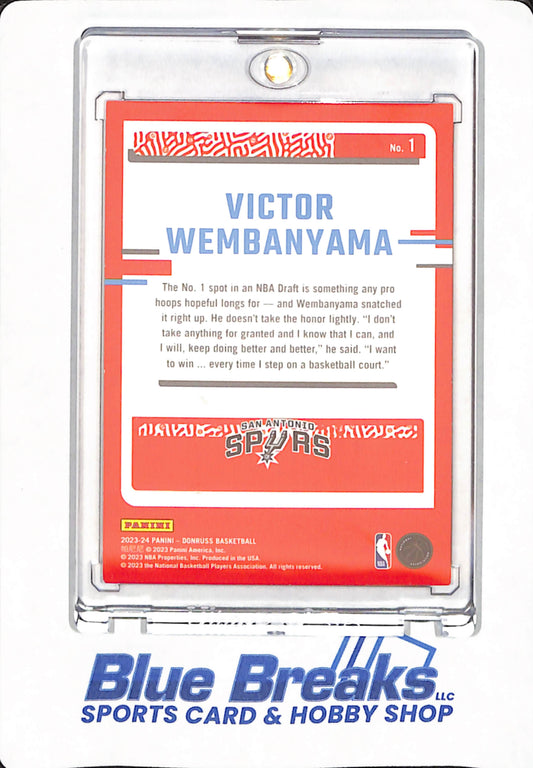 No. 1
VICTOR
WEMBANYAMA
The No. 1 spot in an NBA Draft is something any pro
hoops hopeful longs for — and Wembanyama snatched
it right up. He doesn't take the honor lightly. “I don't
take anything for granted and I know that I can, and
I will, keep doing better and better,” he said. “I want
to win ... every time I step on a basketball court.”
SAN ANTONIO
SPURS
PANINI
2023-24 PANINI – DONRUSS BASKETBALL
帕尼尼 © 2023 Panini America, Inc.
© 2023 NBA Properties, Inc. Produced in the USA.
© 2023 the National Basketball Players Association. All rights reserved.
NBA
Blue Breaks LLC
SPORTS CARD & HOBBY SHOP